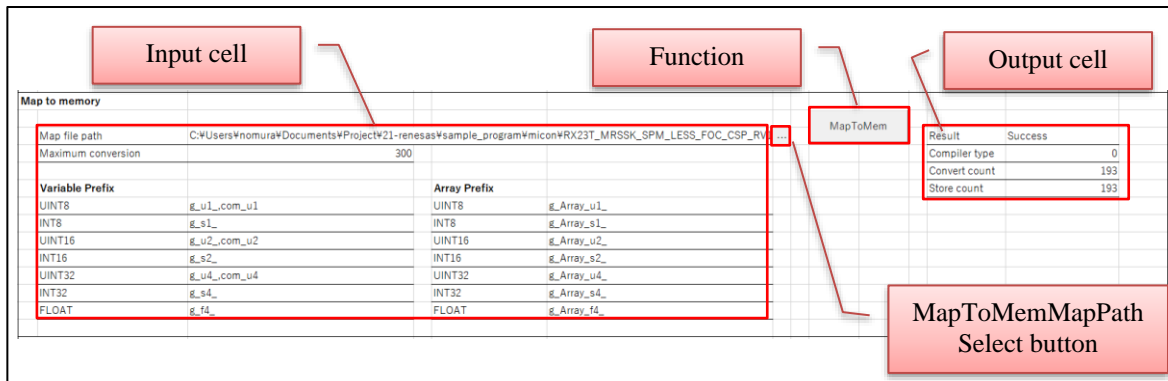 Input cell
Function
Output cell
Map to memory
Map file path C:¥Users¥nomura¥Documents¥Project¥21-renesas¥sample_program¥micon¥RX23T_MRSSK_SPM_LESS_FOC_CSP_RV1 ...
MapToMem
Result Success
Maximum conversion 300
Compiler type 0
Convert count 193
Variable Prefix Array Prefix
Store count 193
UINT8 g_u1_,com_u1 UINT8 g_Array_u1_
INT8 g_s1_ INT8 g_Array_s1_
UINT16 g_u2_,com_u2 UINT16 g_Array_u2_
INT16 g_s2_ INT16 g_Array_s2_
UINT32 g_u4_,com_u4 UINT32 g_Array_u4_
INT32 g_s4_ INT32 g_Array_s4_
FLOAT g_f4_ FLOAT g_Array_f4_
MapToMemMapPath
Select button